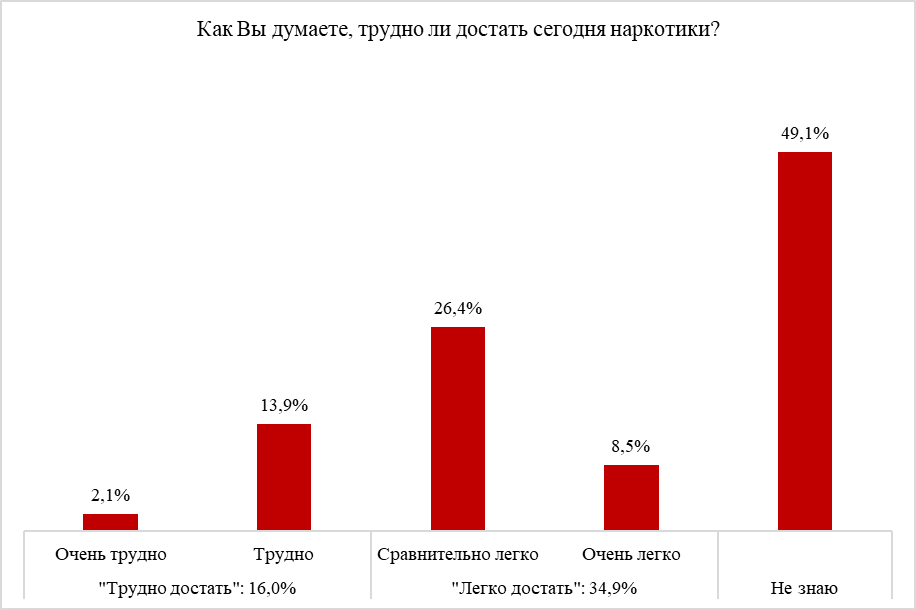 Как Вы думаете, трудно ли достать сегодня наркотики?
49,1%
26,4%
13,9%
8,5%
2,1%
Очень трудно Трудно Сравнительно легко Очень легко
"Трудно достать": 16,0% "Легко достать": 34,9% Не знаю